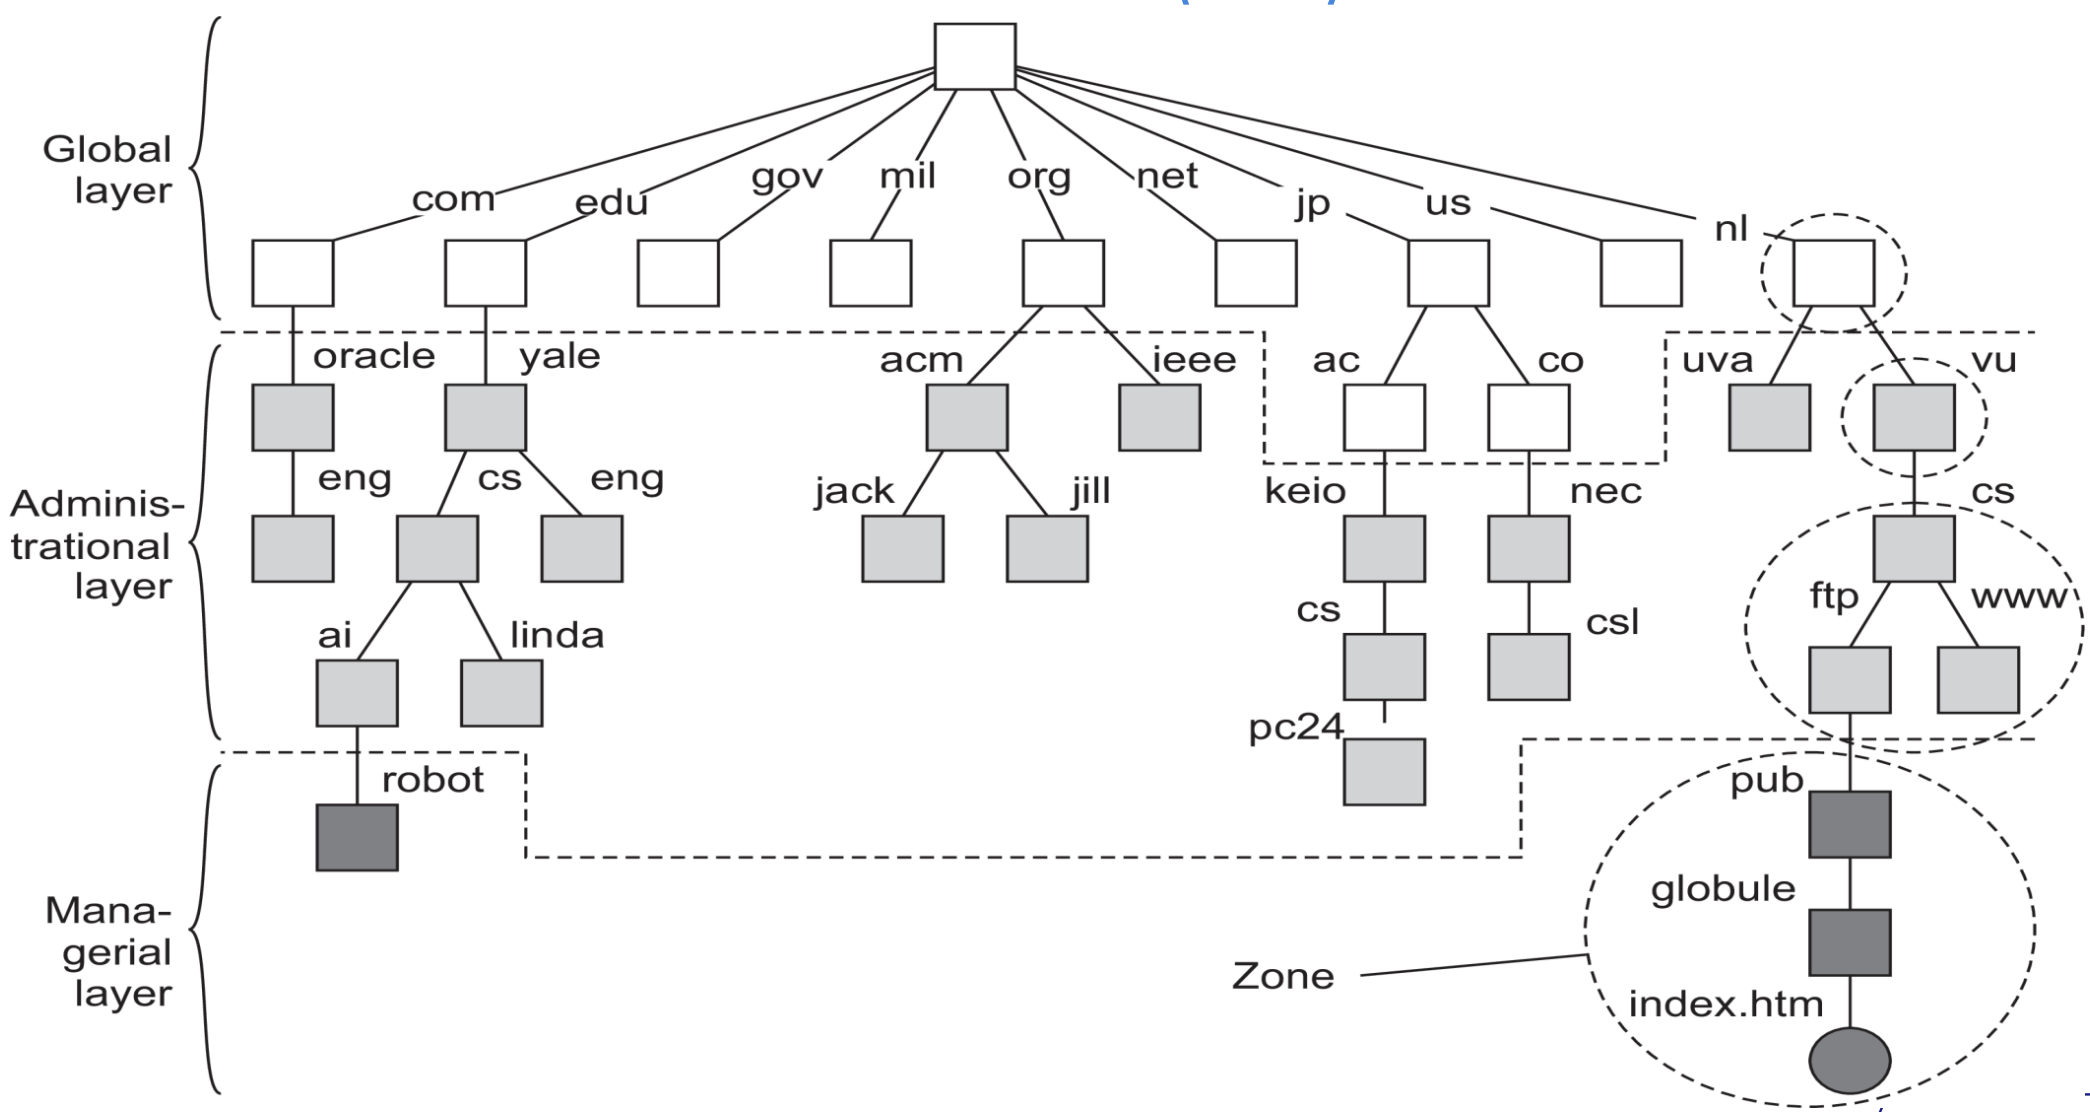 Global
layer
com
edu
gov
mil
org
net
jp
us
nl
oracle
yale
acm
ieee
ac
co
uva
vu
Adminis-
trational
layer
eng
cs
eng
jack
jill
keio
nec
cs
ai
linda
cs
csl
ftp
www
pc24
robot
pub
Mana-
gerial
layer
globule
Zone
index.htm